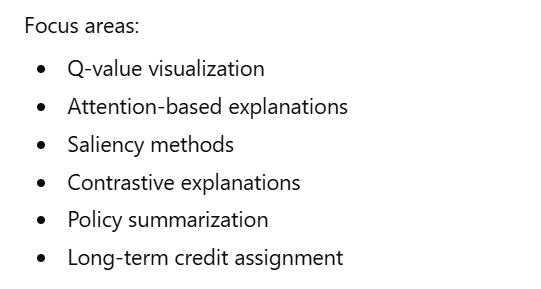 Focus areas:
• Q-value visualization
• Attention-based explanations
• Saliency methods
• Contrastive explanations
• Policy summarization
• Long-term credit assignment